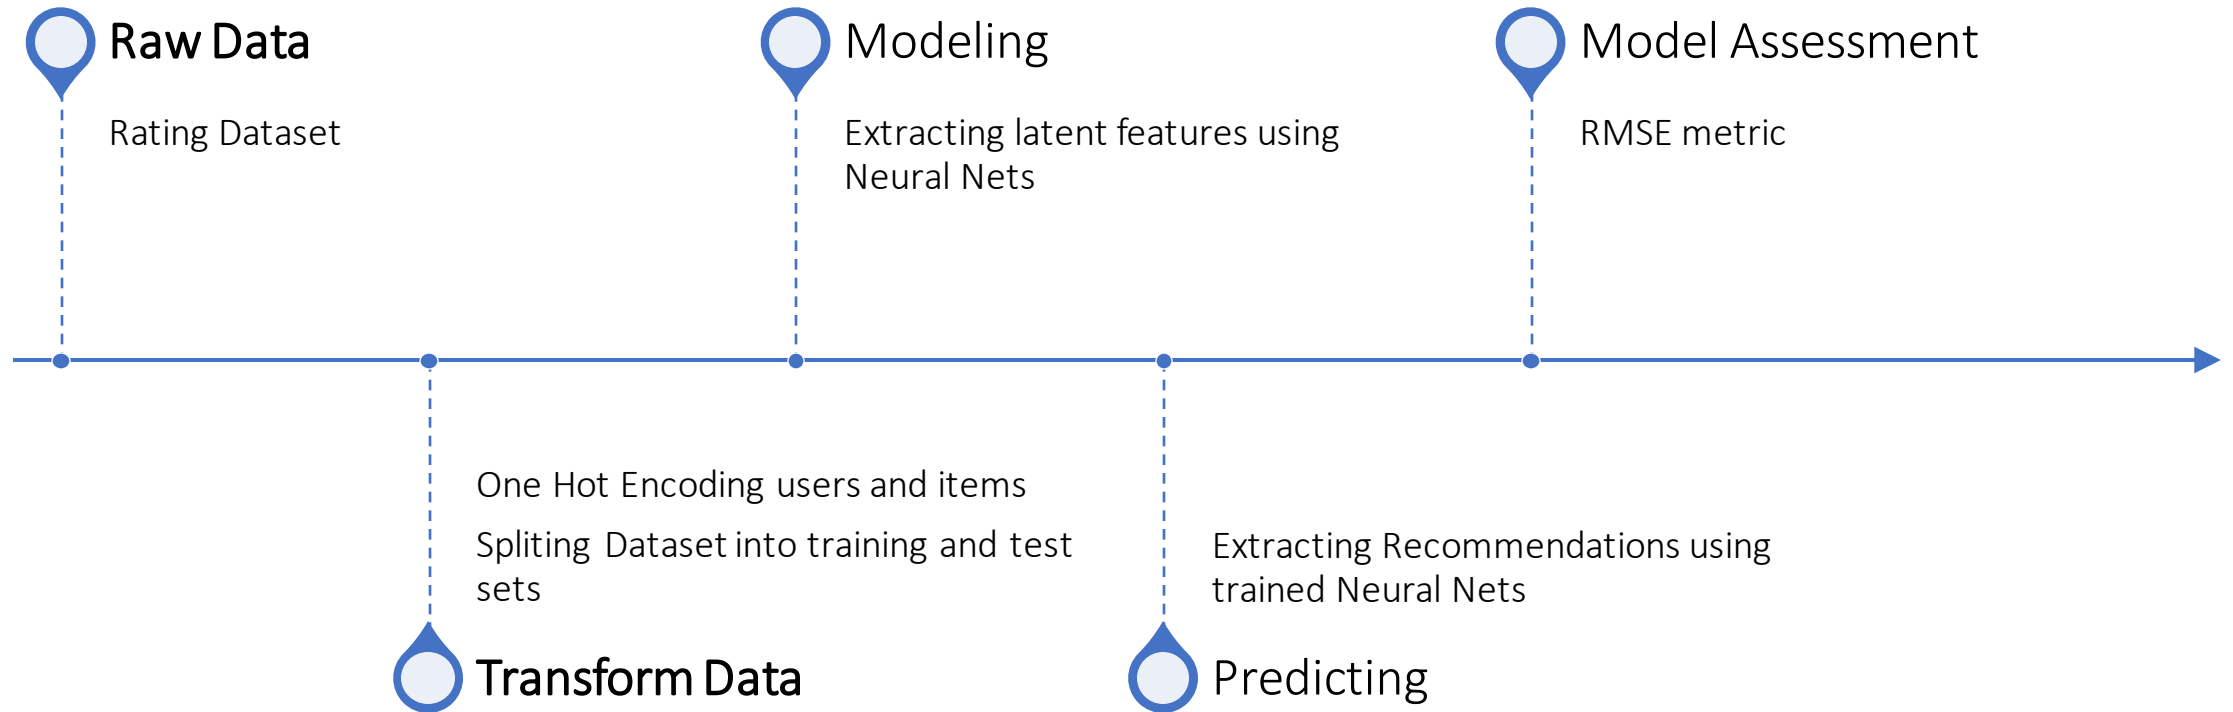 Raw Data
Rating Dataset
One Hot Encoding users and items
Spliting Dataset into training and test
sets
Transform Data
Modeling
Extracting latent features using
Neural Nets
Extracting Recommendations using
trained Neural Nets
Predicting
Model Assessment
RMSE metric